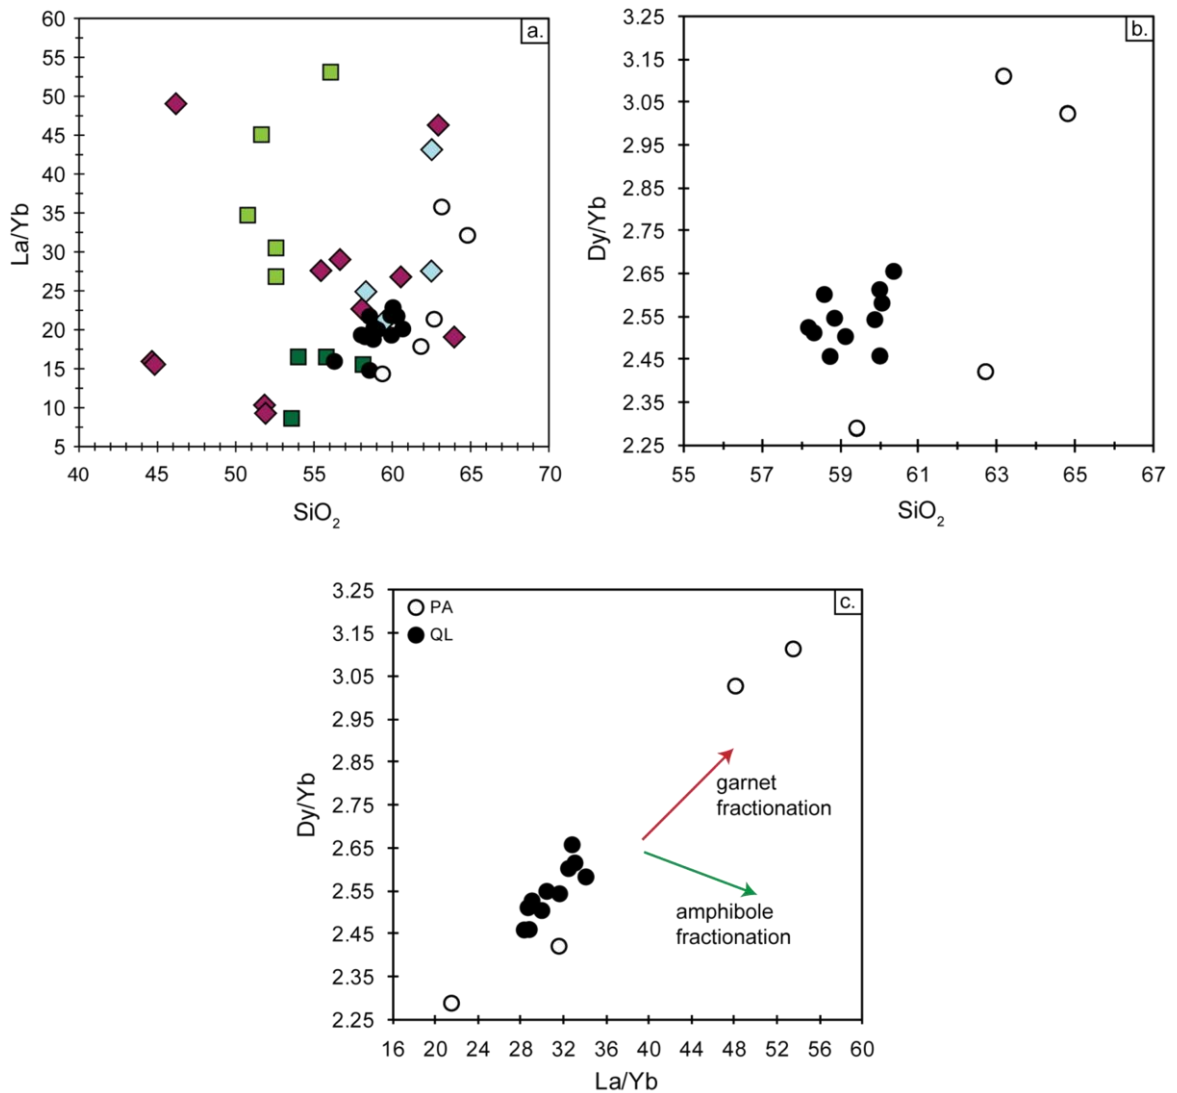 a.
60
55
50
45
40
35
30
25
20
15
10
5
La/Yb
40 45 50 55 60 65 70
SiO2
b.
3.25
3.15
3.05
2.95
2.85
2.75
2.65
2.55
2.45
2.35
2.25
Dy/Yb
55 57 59 61 63 65 67
SiO2
c.
PA
QL
3.25
3.15
3.05
2.95
2.85
2.75
2.65
2.55
2.45
2.35
2.25
Dy/Yb
garnet
fractionation
amphibole
fractionation
16 20 24 28 32 36 40 44 48 52 56 60
La/Yb